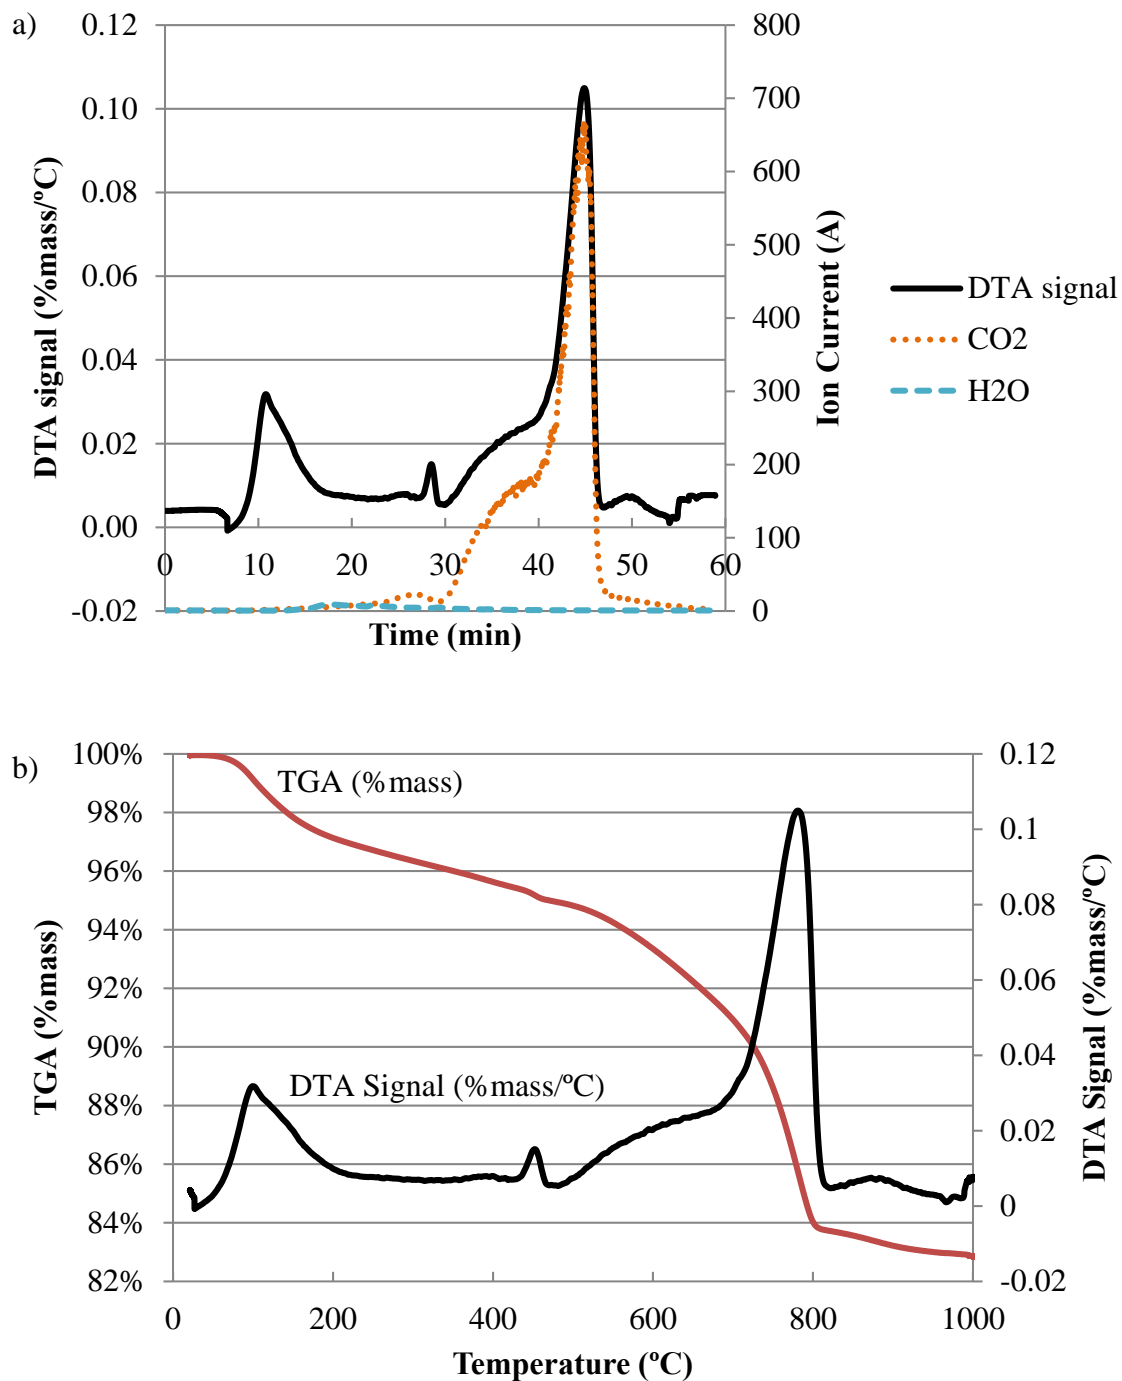 a)
0.12
0.10
0.08
0.06
0.04
0.02
0.00
-0.02
DTA signal (%mass/ºC)
0 10 20 30 40 50 60
Time (min)
800
700
600
500
400
300
200
100
0
Ion Current (A)
DTA signal
CO2
H2O
b)
100%
98%
96%
94%
92%
90%
88%
86%
84%
82%
TGA (%mass)
TGA (%mass)
DTA Signal (%mass/ºC)
0 200 400 600 800 1000
Temperature (ºC)
0.12
0.1
0.08
0.06
0.04
0.02
0
-0.02
DTA Signal (%mass/ºC)